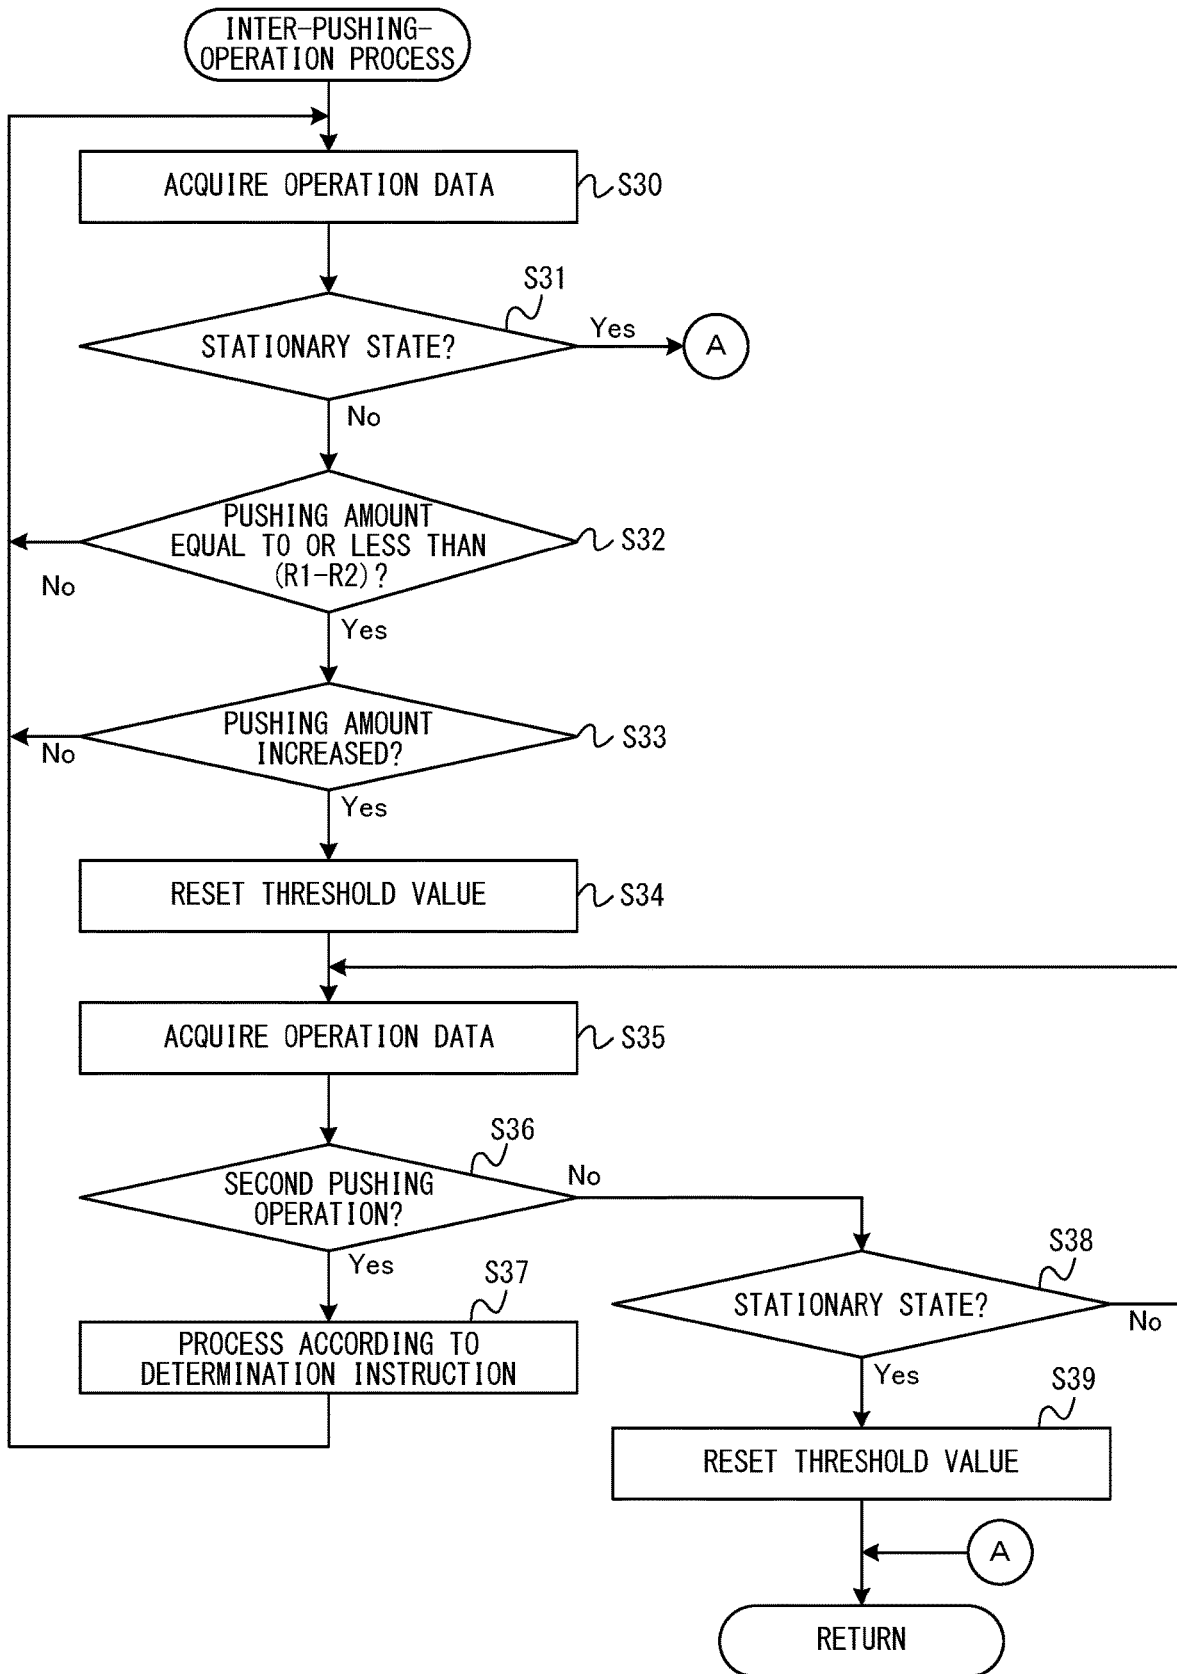 INTER-PUSHING-
OPERATION PROCESS
ACQUIRE OPERATION DATA
S30
S31
STATIONARY STATE?
Yes
A
No
PUSHING AMOUNT
EQUAL TO OR LESS THAN
(R1-R2)?
S32
No
Yes
PUSHING AMOUNT
INCREASED?
S33
No
Yes
RESET THRESHOLD VALUE
S34
ACQUIRE OPERATION DATA
S35
S36
SECOND PUSHING
OPERATION?
No
Yes
S37
PROCESS ACCORDING TO
DETERMINATION INSTRUCTION
S38
STATIONARY STATE?
No
Yes
S39
RESET THRESHOLD VALUE
A
RETURN